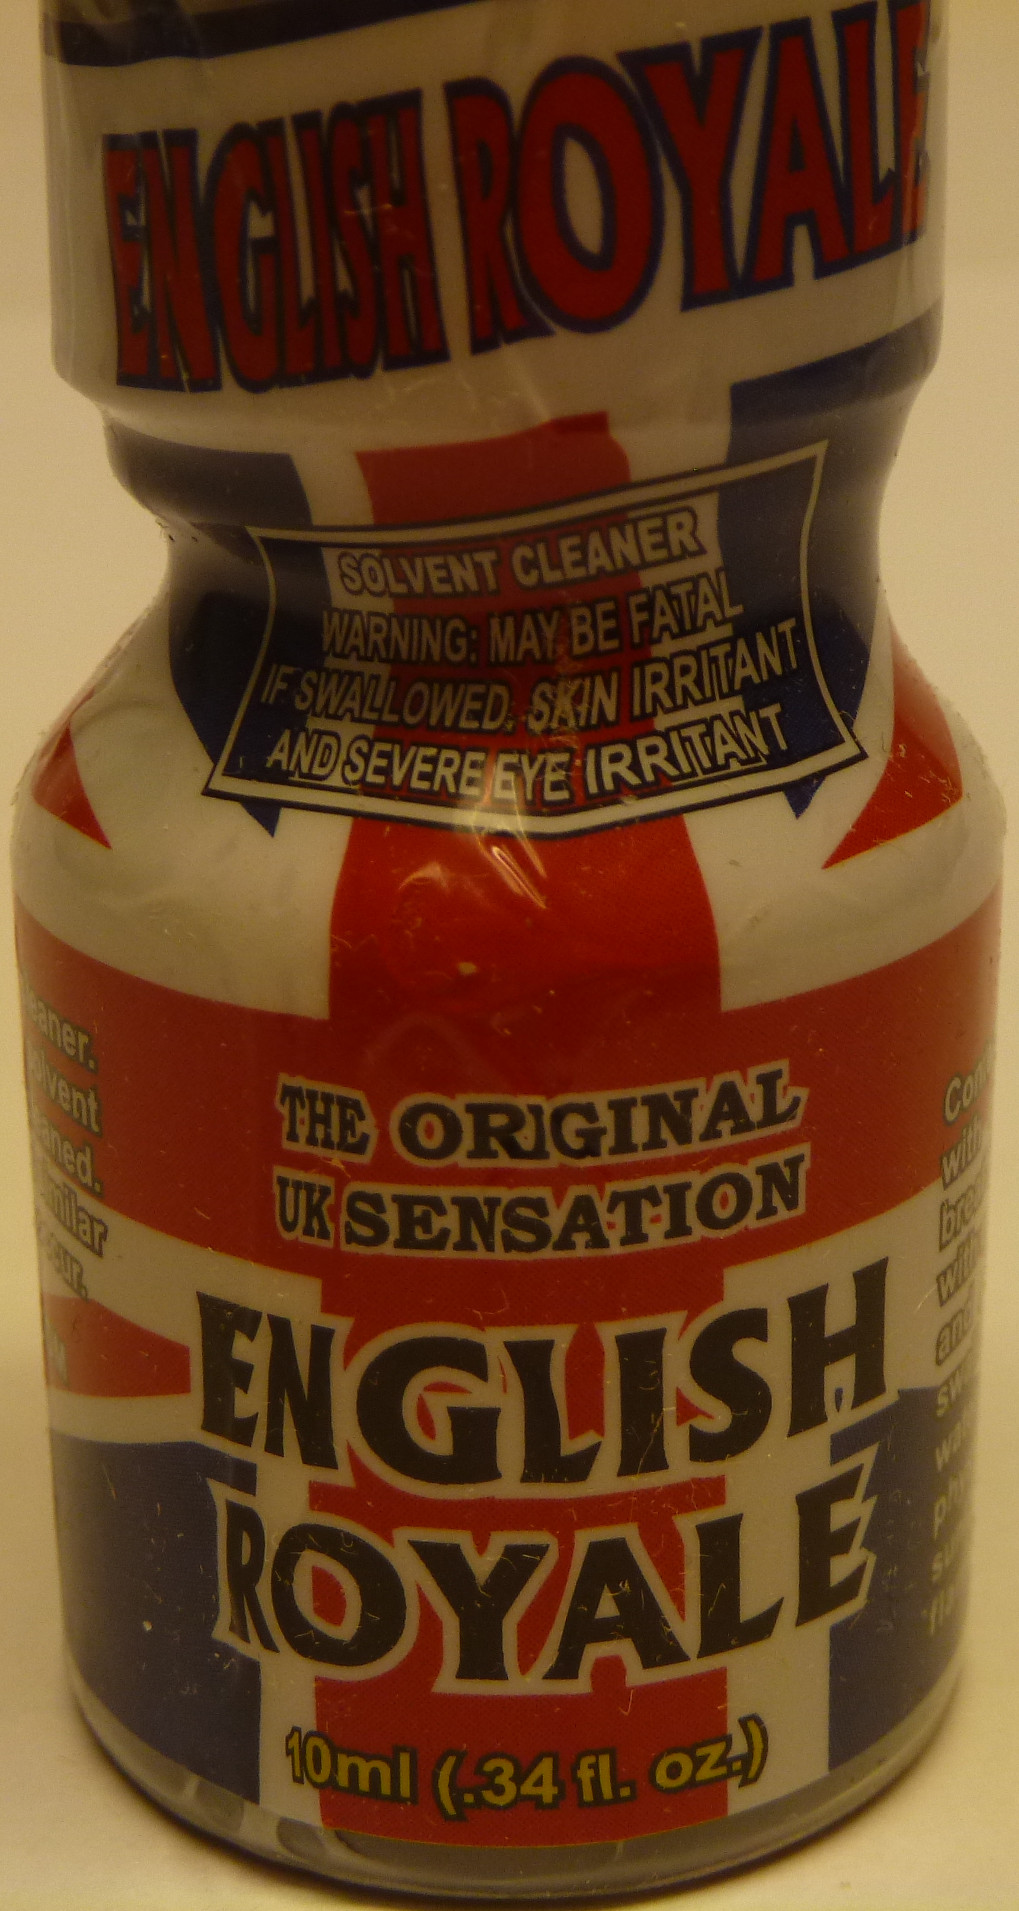 ENGLISH ROYALE
SOLVENT CLEANER
WARNING: MAY BE FATAL
IF SWALLOWED. SKIN IRRITANT
AND SEVERE EYE IRRITANT
THE ORIGINAL
UK SENSATION
ENGLISH
ROYALE
10ml (.34 fl. oz.)